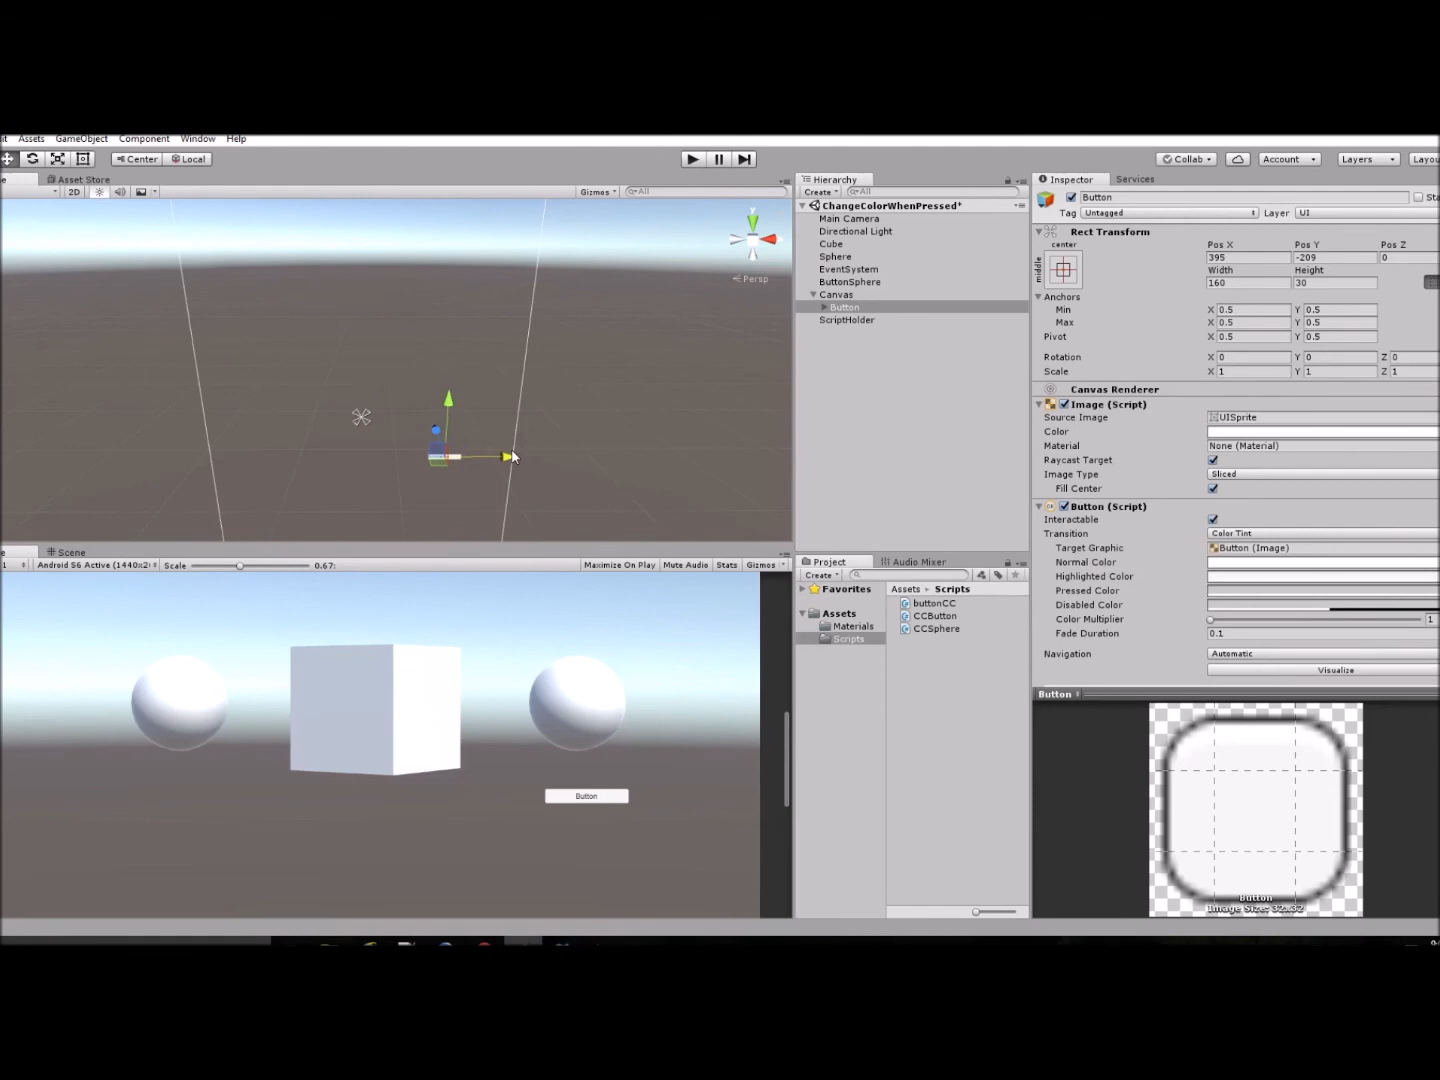 it Assets GameObject Component Window Help
Center Local Collab Account Layers Layou
Asset Store Hierarchy Inspector Services
2D Gizmos All Create All Button Sta
ChangeColorWhenPressed*
Tag Untagged Layer UI
Main Camera
Directional Light
Cube
Sphere
EventSystem
ButtonSphere
Canvas
Button
ScriptHolder
y
Persp
Rect Transform
center
middle
Pos X Pos Y Pos Z
395 -209 0
Width Height
160 30
Anchors
Min X 0.5 Y 0.5
Max X 0.5 Y 0.5
Pivot X 0.5 Y 0.5
Rotation X 0 Y 0 Z 0
Scale X 1 Y 1 Z 1
Canvas Renderer
Image (Script)
Source Image UISprite
Color
Material None (Material)
Raycast Target
Image Type Sliced
Fill Center
Button (Script)
Interactable
Transition Color Tint
Target Graphic Button (Image)
Normal Color
Highlighted Color
Pressed Color
Disabled Color
Color Multiplier 1
Fade Duration 0.1
Navigation Automatic
Visualize
e Scene
1 Android S6 Active (1440x2 Scale 0.67: Maximize On Play Mute Audio Stats Gizmos
Button
Project Audio Mixer
Create
Favorites
Assets
Materials
Scripts
Assets Scripts
buttonCC
CCButton
CCSphere
Button
Button
Image Size: 32x32